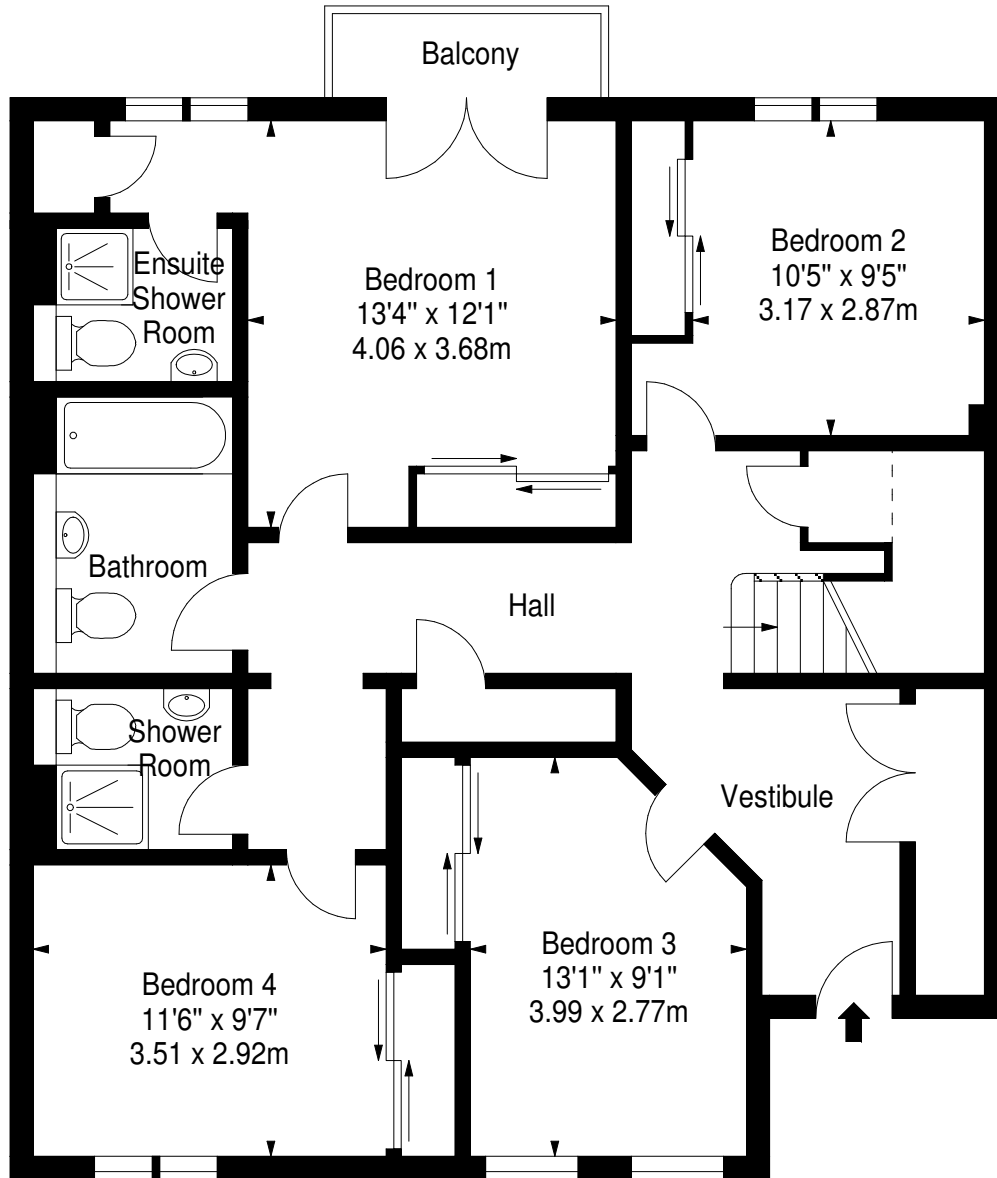 Balcony
Bedroom 1
13'4" x 12'1"
4.06 x 3.68m
Bedroom 2
10'5" x 9'5"
3.17 x 2.87m
Ensuite
Shower
Room
Bathroom
Hall
Shower
Room
Vestibule
Bedroom 3
13'1" x 9'1"
3.99 x 2.77m
Bedroom 4
11'6" x 9'7"
3.51 x 2.92m